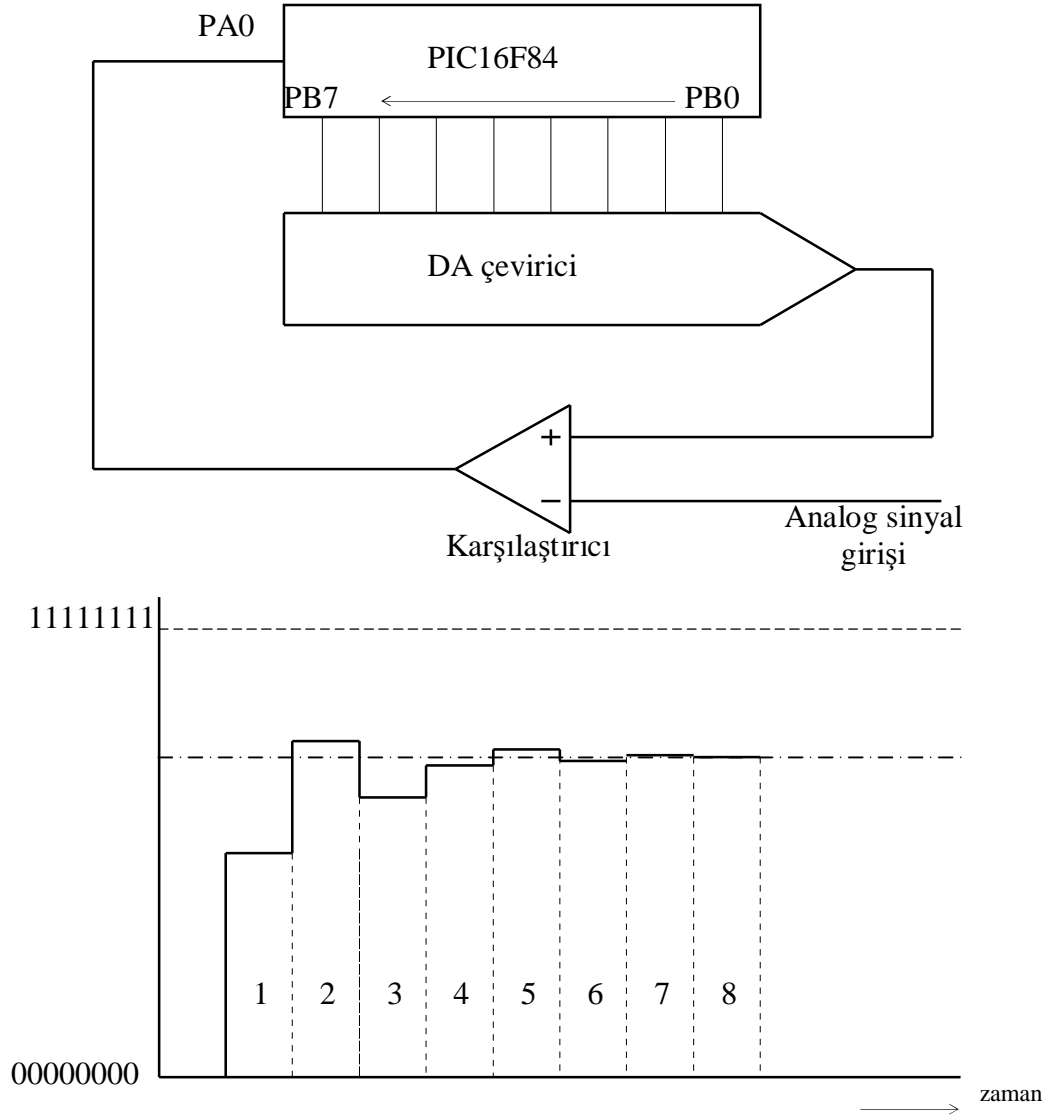 PA0
PIC16F84
PB7
PB0
DA çevirici
+
−
Karşılaştırıcı
Analog sinyal
girişi
11111111
1 2 3 4 5 6 7 8
00000000
zaman